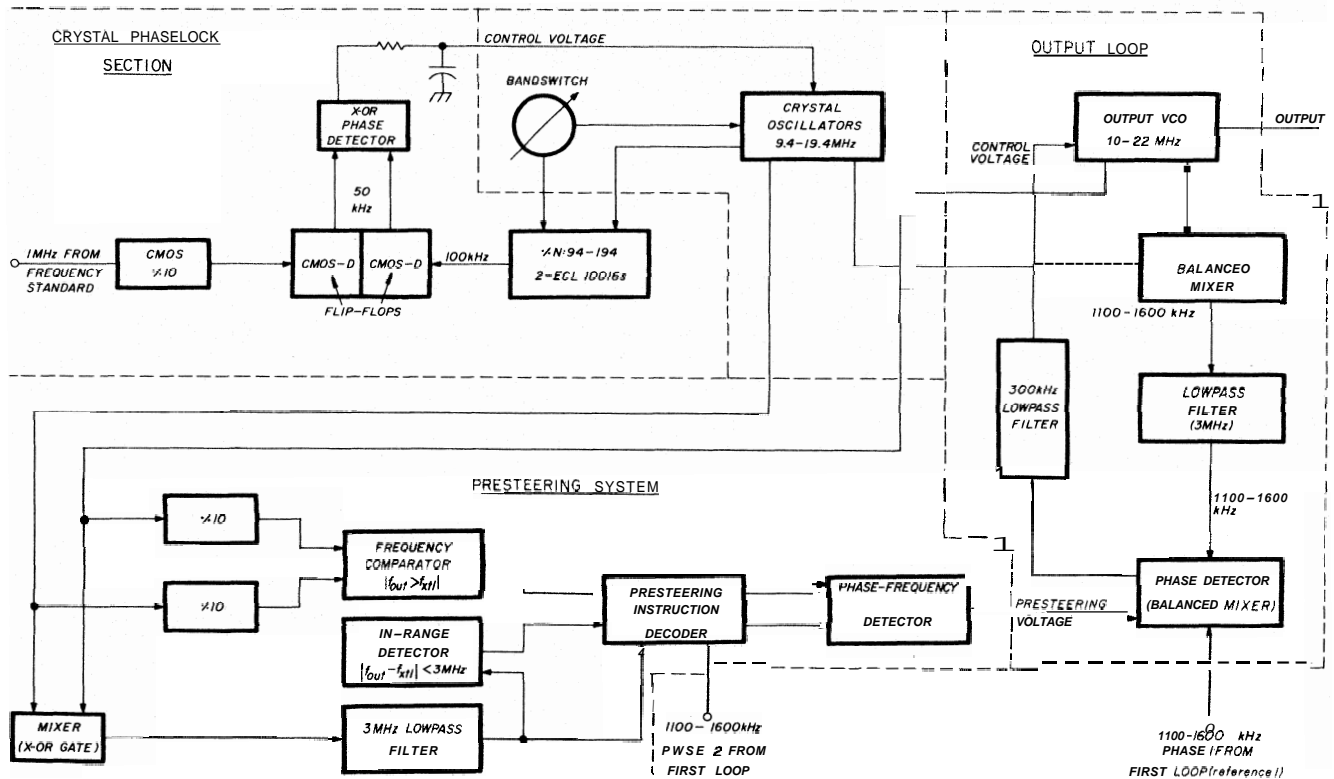 CRYSTAL PHASELOCK
SECTION
CONTROL VOLTAGE
BANDSWITCH
X-OR
PHASE
DETECTOR
CRYSTAL
OSCILLATORS
9.4-19.4MHz
50
kHz
1MHz FROM
FREQUENCY
STANDARD
CMOS
%10
CMOS-D
CMOS-D
FLIP-FLOPS
100kHz
%N:94-194
2-ECL 10016s
OUTPUT LOOP
OUTPUT VCO
10-22 MHz
OUTPUT
CONTROL
VOLTAGE
BALANCEO
MIXER
1100-1600 kHz
300kHz
LOWPASS
FILTER
LOWPASS
FILTER
(3MHz)
1100-1600
kHz
PHASE DETECTOR
(BALANCED MIXER)
PRESTEERING
VOLTAGE
1100-1600 kHz
PHASE 1 FROM
FIRST LOOP(reference1)
PRESTEERING SYSTEM
%10
%10
FREQUENCY
COMPARATOR
|fout>fxtl|
IN-RANGE
DETECTOR
|fout-fxtl|<3MHz
PRESTEERING
INSTRUCTION
DECODER
PHASE-FREQUENCY
DETECTOR
MIXER
(X-OR GATE)
3MHz LOWPASS
FILTER
1100-1600kHz
PWSE 2 FROM
FIRST LOOP